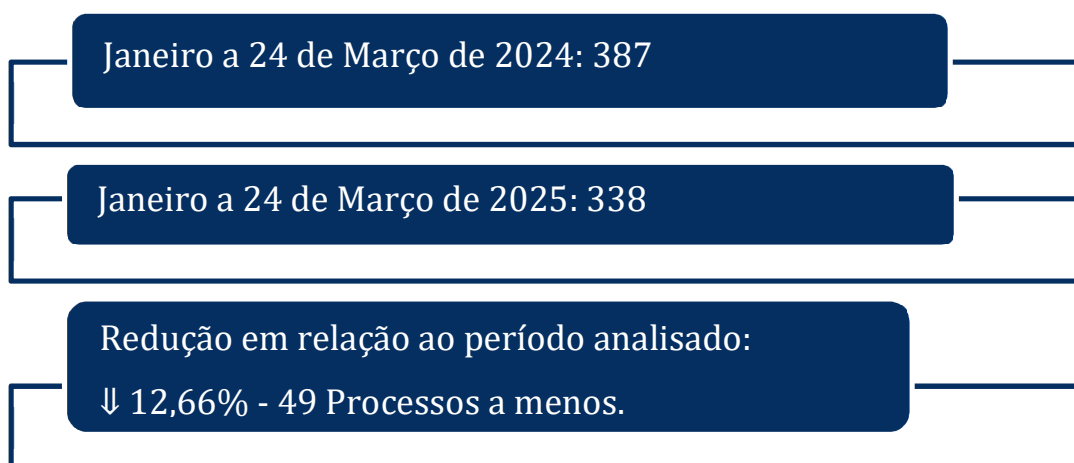 Janeiro a 24 de Março de 2024: 387
Janeiro a 24 de Março de 2025: 338
Redução em relação ao período analisado:
⇓ 12,66% - 49 Processos a menos.